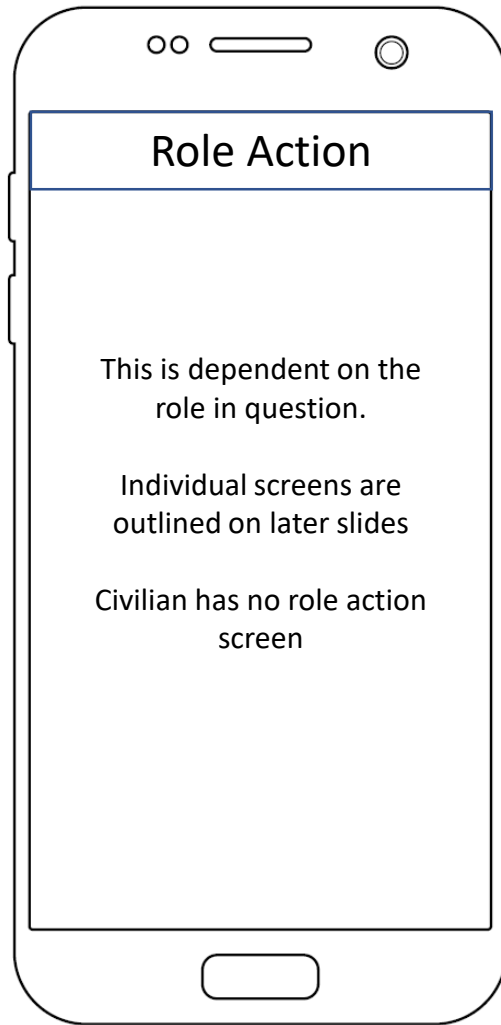 Role Action
This is dependent on the
role in question.
Individual screens are
outlined on later slides
Civilian has no role action
screen